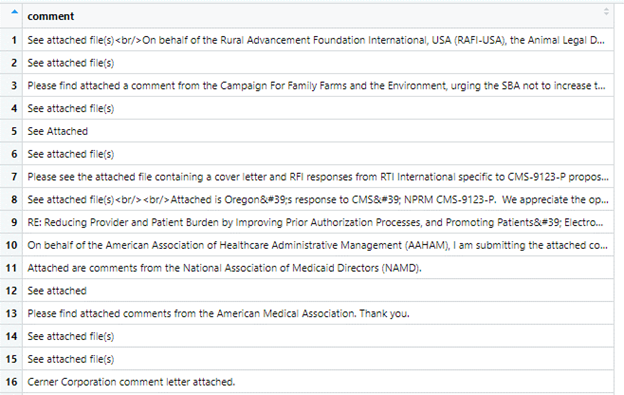 comment
1 See attached file(s)<br/>On behalf of the Rural Advancement Foundation International, USA (RAFI-USA), the Animal Legal D...
2 See attached file(s)
3 Please find attached a comment from the Campaign For Family Farms and the Environment, urging the SBA not to increase t...
4 See attached file(s)
5 See Attached
6 See attached file(s)
7 Please see the attached file containing a cover letter and RFI responses from RTI International specific to CMS-9123-P propos...
8 See attached file(s)<br/> <br/>Attached is Oregon&#39;s response to CMS&#39; NPRM CMS-9123-P.  We appreciate the op...
9 RE: Reducing Provider and Patient Burden by Improving Prior Authorization Processes, and Promoting Patients&#39; Electro...
10 On behalf of the American Association of Healthcare Administrative Management (AAHAM), I am submitting the attached co...
11 Attached are comments from the National Association of Medicaid Directors (NAMD).
12 See attached
13 Please find attached comments from the American Medical Association. Thank you.
14 See attached file(s)
15 See attached file(s)
16 Cerner Corporation comment letter attached.